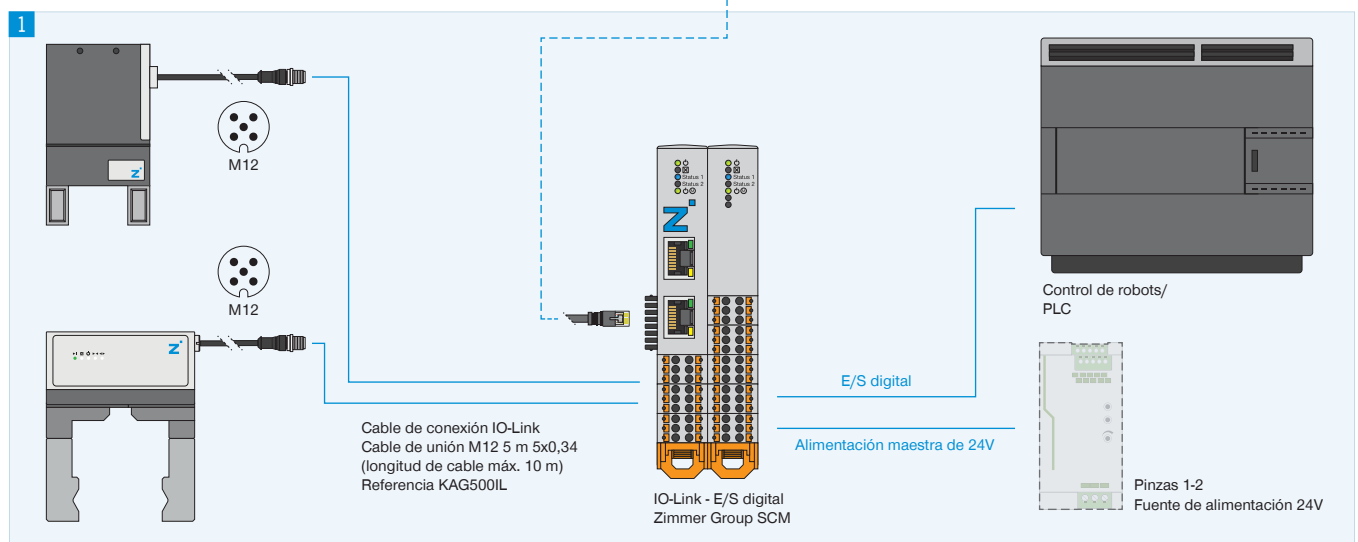 1
M12
M12
Cable de conexión IO-Link
Cable de unión M12 5 m 5x0,34
(longitud de cable máx. 10 m)
Referencia KAG500IL
Status 1
Status 2
Status 1
Status 2
IO-Link - E/S digital
Zimmer Group SCM
E/S digital
Alimentación maestra de 24V
Control de robots/
PLC
Pinzas 1-2
Fuente de alimentación 24V